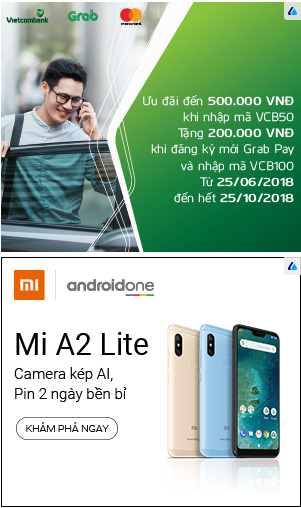 Vietcombank Grab mastercard
Ưu đãi đến 500.000 VNĐ
khi nhập mã VCB50
Tặng 200.000 VNĐ
khi đăng ký mới Grab Pay
và nhập mã VCB100
Từ 25/06/2018
đến hết 25/10/2018
mi androidone
Mi A2 Lite
Camera kép AI,
Pin 2 ngày bền bỉ
KHÁM PHÁ NGAY